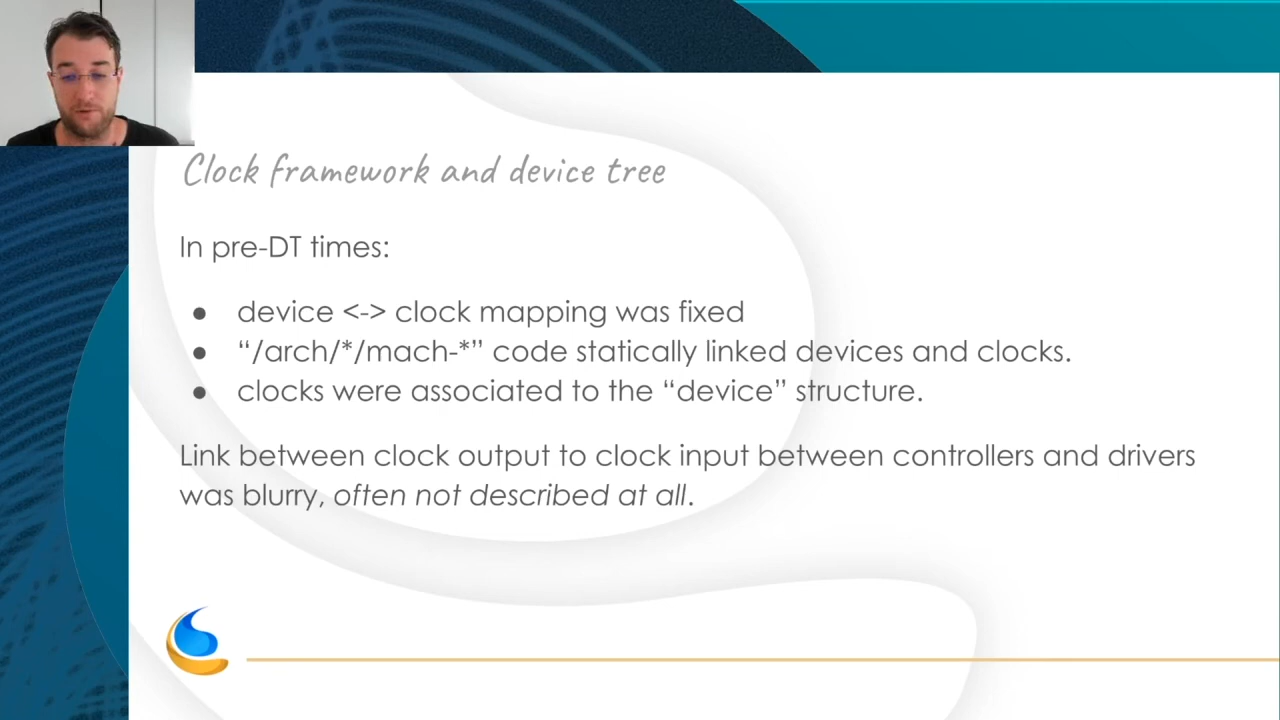 Clock framework and device tree
In pre-DT times:
● device <-> clock mapping was fixed
● “/arch/*/mach-*” code statically linked devices and clocks.
● clocks were associated to the “device” structure.
Link between clock output to clock input between controllers and drivers
was blurry, often not described at all.